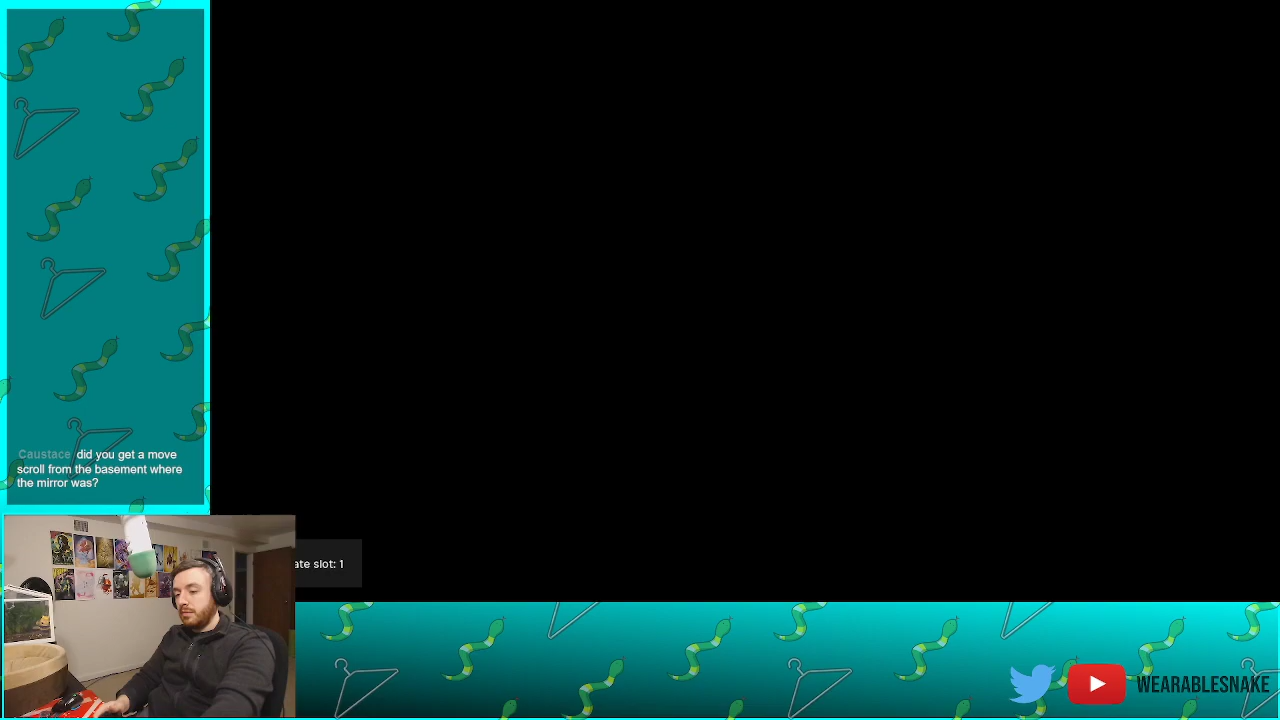 Caustace did you get a move
scroll from the basement where
the mirror was?
ate slot: 1
WEARABLESNAKE